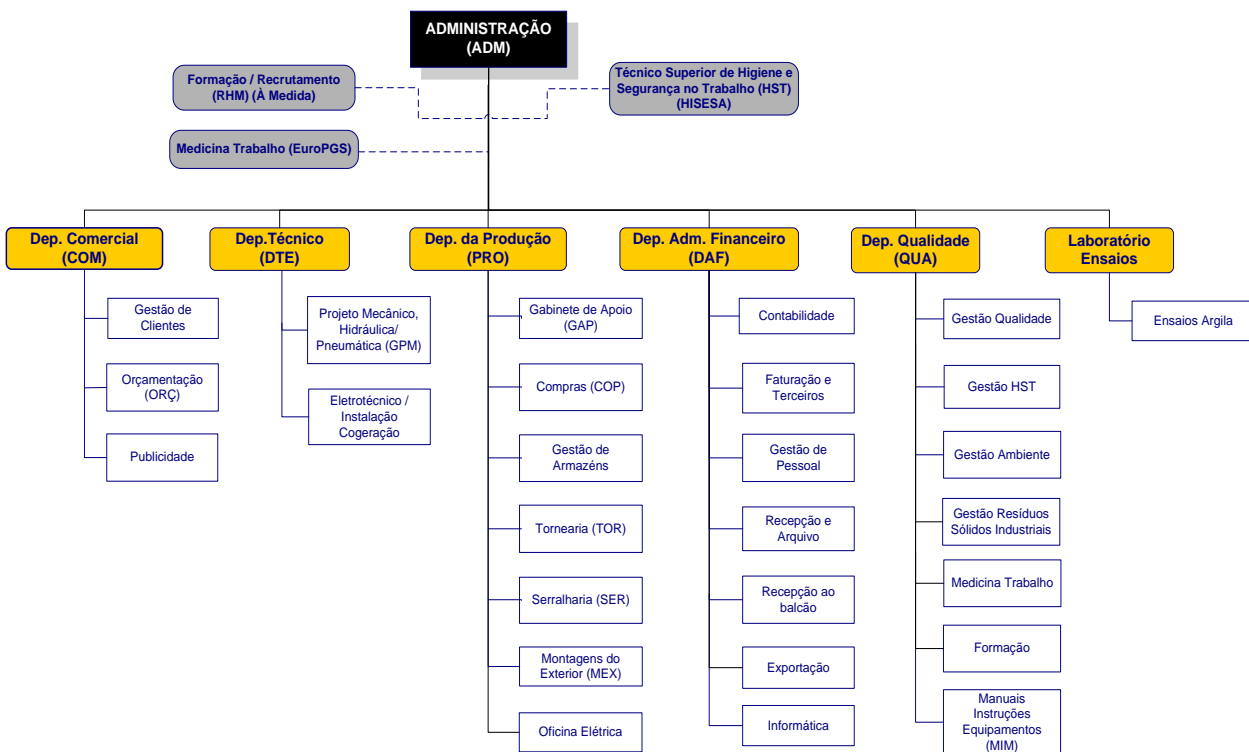 ADMINISTRAÇÃO
(ADM)
Formação / Recrutamento
(RHM) (À Medida)
Técnico Superior de Higiene e
Segurança no Trabalho (HST)
(HISESA)
Medicina Trabalho (EuroPGS)
Dep. Comercial
(COM)
Gestão de
Clientes
Orçamentação
(ORÇ)
Publicidade
Dep.Técnico
(DTE)
Projeto Mecânico,
Hidráulica/
Pneumática (GPM)
Eletrotécnico /
Instalação
Cogeração
Dep. da Produção
(PRO)
Gabinete de Apoio
(GAP)
Compras (COP)
Gestão de
Armazéns
Tornearia (TOR)
Serralharia (SER)
Montagens do
Exterior (MEX)
Oficina Elétrica
Dep. Adm. Financeiro
(DAF)
Contabilidade
Faturação e
Terceiros
Gestão de
Pessoal
Recepção e
Arquivo
Recepção ao
balcão
Exportação
Informática
Dep. Qualidade
(QUA)
Gestão Qualidade
Gestão HST
Gestão Ambiente
Gestão Resíduos
Sólidos Industriais
Medicina Trabalho
Formação
Manuais
Instruções
Equipamentos
(MIM)
Laboratório
Ensaios
Ensaios Argila